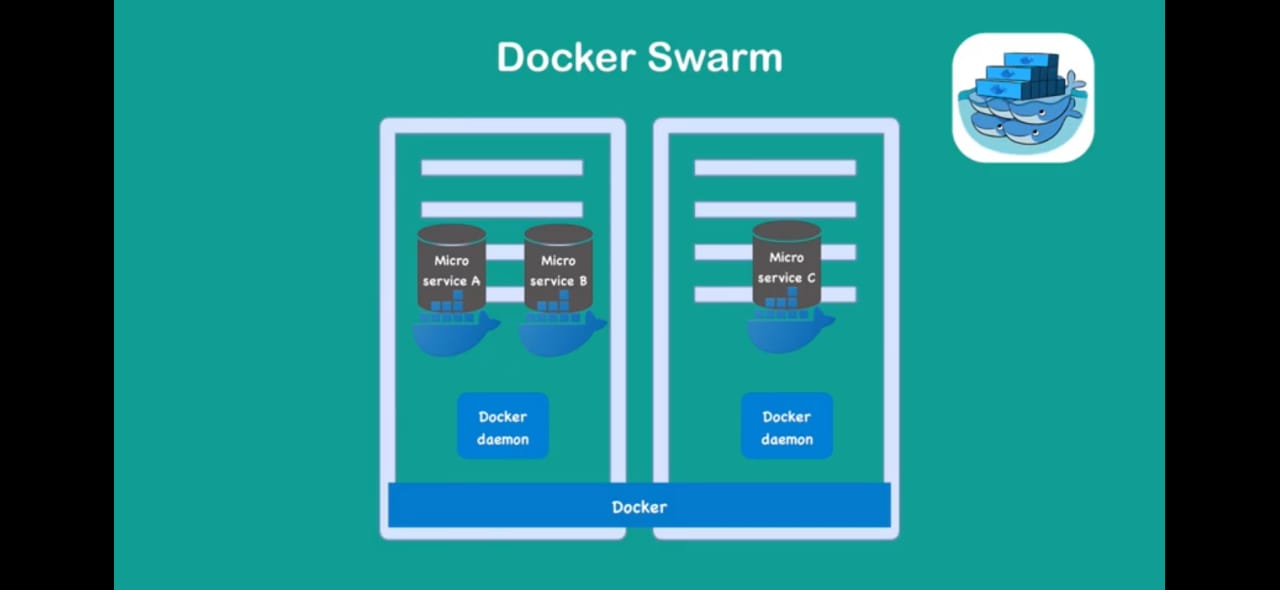 Docker Swarm
Micro
service A
Micro
service B
Micro
service C
Docker
daemon
Docker
daemon
Docker